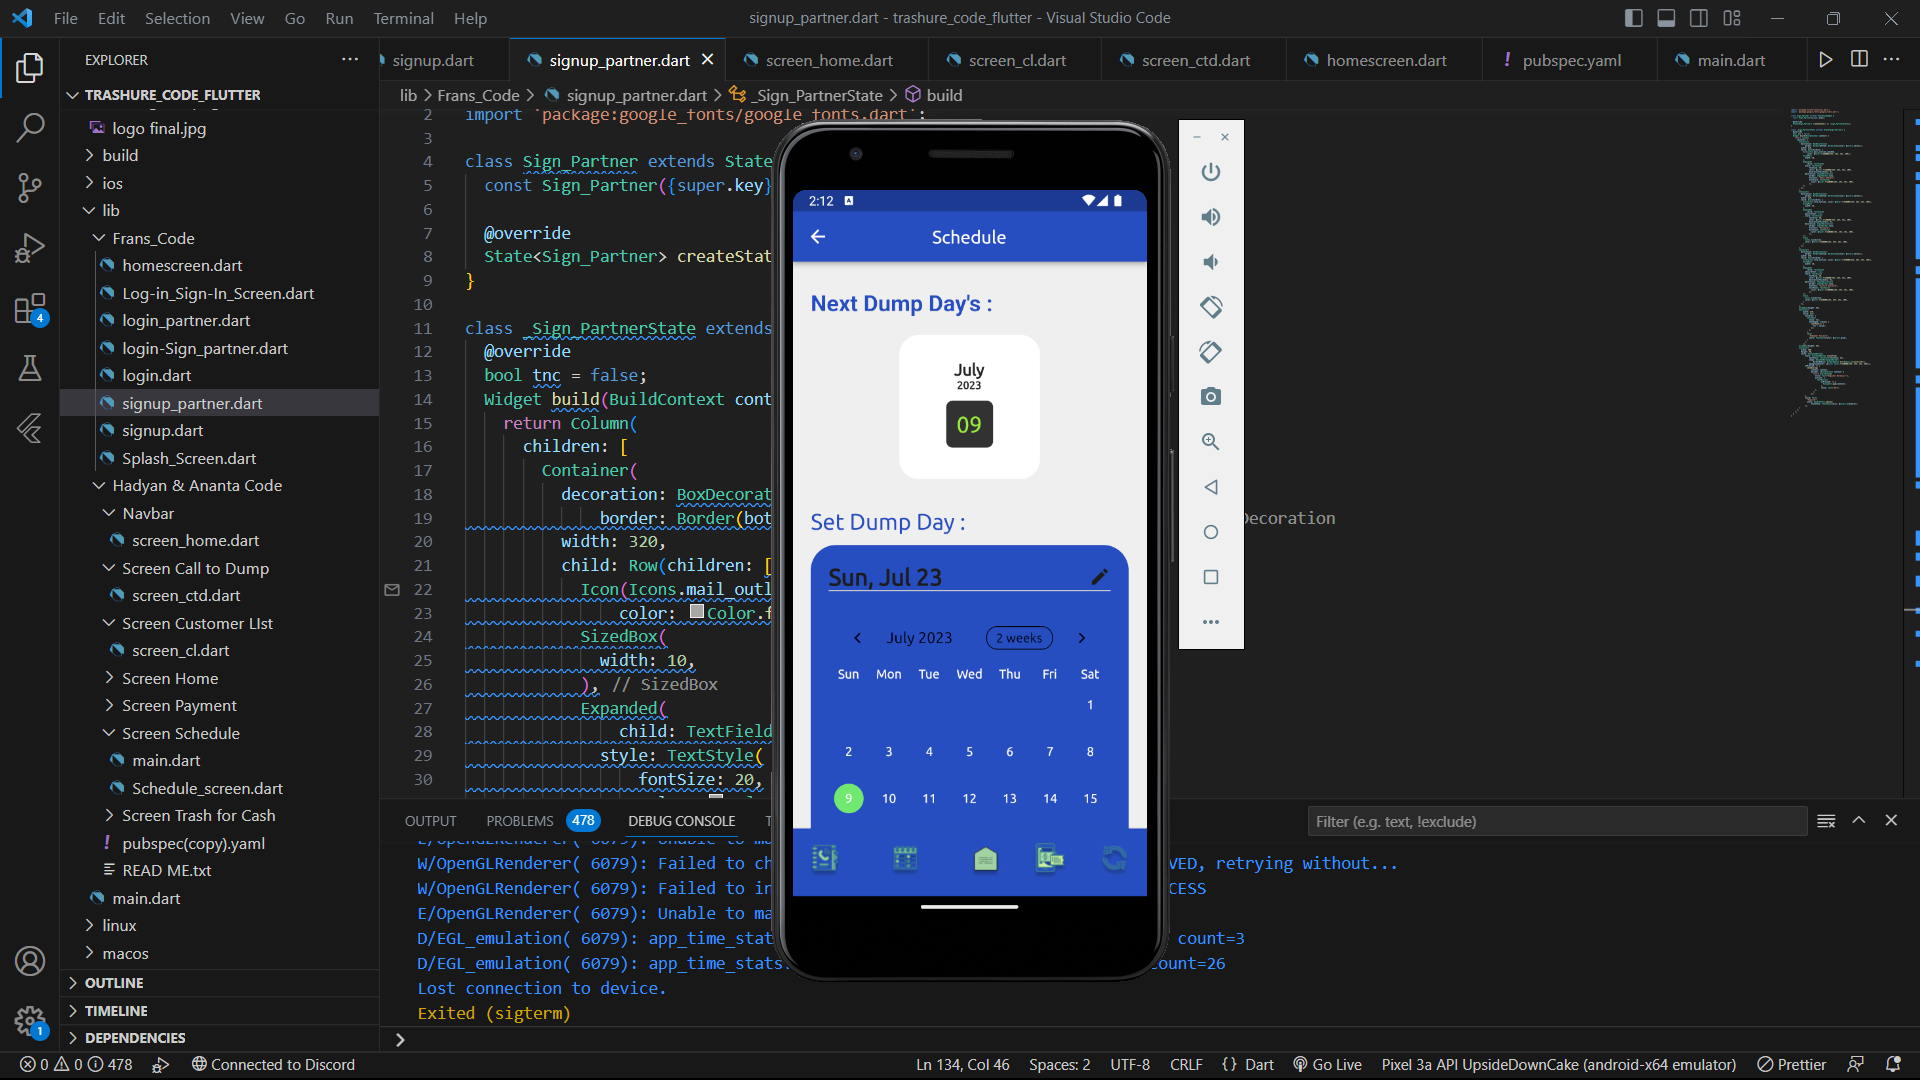 File Edit Selection View Go Run Terminal Help
signup_partner.dart - trashure_code_flutter - Visual Studio Code
EXPLORER
signup.dart
signup_partner.dart
screen_home.dart
screen_cl.dart
screen_ctd.dart
homescreen.dart
! pubspec.yaml
main.dart
TRASHURE_CODE_FLUTTER
logo final.jpg
build
ios
lib
Frans_Code
homescreen.dart
Log-in_Sign-In_Screen.dart
login_partner.dart
login-Sign_partner.dart
login.dart
signup_partner.dart
signup.dart
Splash_Screen.dart
Hadyan & Ananta Code
Navbar
screen_home.dart
Screen Call to Dump
screen_ctd.dart
Screen Customer LIst
screen_cl.dart
Screen Home
Screen Payment
Screen Schedule
main.dart
Schedule_screen.dart
Screen Trash for Cash
! pubspec(copy).yaml
READ ME.txt
main.dart
linux
macos
OUTLINE
TIMELINE
DEPENDENCIES
4
1
lib > Frans_Code > signup_partner.dart > _Sign_PartnerState > build
2 import 'package:google_fonts/google_fonts.dart';
3
4 class Sign_Partner extends State
5 const Sign_Partner({super.key}
6
7 @override
8 State<Sign_Partner> createStat
9 }
10
11 class _Sign_PartnerState extends
12 @override
13 bool tnc = false;
14 Widget build(BuildContext cont
15 return Column(
16 children: [
17 Container(
18 decoration: BoxDecorat
19 border: Border(bot
Decoration
20 width: 320,
21 child: Row(children: [
22 Icon(Icons.mail_outl
23 color: Color.f
24 SizedBox(
25 width: 10,
26 ), // SizedBox
27 Expanded(
28 child: TextField
29 style: TextStyle(
30 fontSize: 20,
2:12
Schedule
Next Dump Day's :
July
2023
09
Set Dump Day :
Sun, Jul 23
July 2023
2 weeks
Sun Mon Tue Wed Thu Fri Sat
1
2 3 4 5 6 7 8
9 10 11 12 13 14 15
OUTPUT
PROBLEMS 478
DEBUG CONSOLE
Filter (e.g. text, !exclude)
E/OpenGLRenderer( 6079): Unable to ma
W/OpenGLRenderer( 6079): Failed to ch
VED, retrying without...
W/OpenGLRenderer( 6079): Failed to in
CESS
E/OpenGLRenderer( 6079): Unable to ma
D/EGL_emulation( 6079): app_time_stat
count=3
D/EGL_emulation( 6079): app_time_stats:
ount=26
Lost connection to device.
Exited (sigterm)
0 0 478
Connected to Discord
Ln 134, Col 46
Spaces: 2
UTF-8
CRLF
{ } Dart
Go Live
Pixel 3a API UpsideDownCake (android-x64 emulator)
Prettier